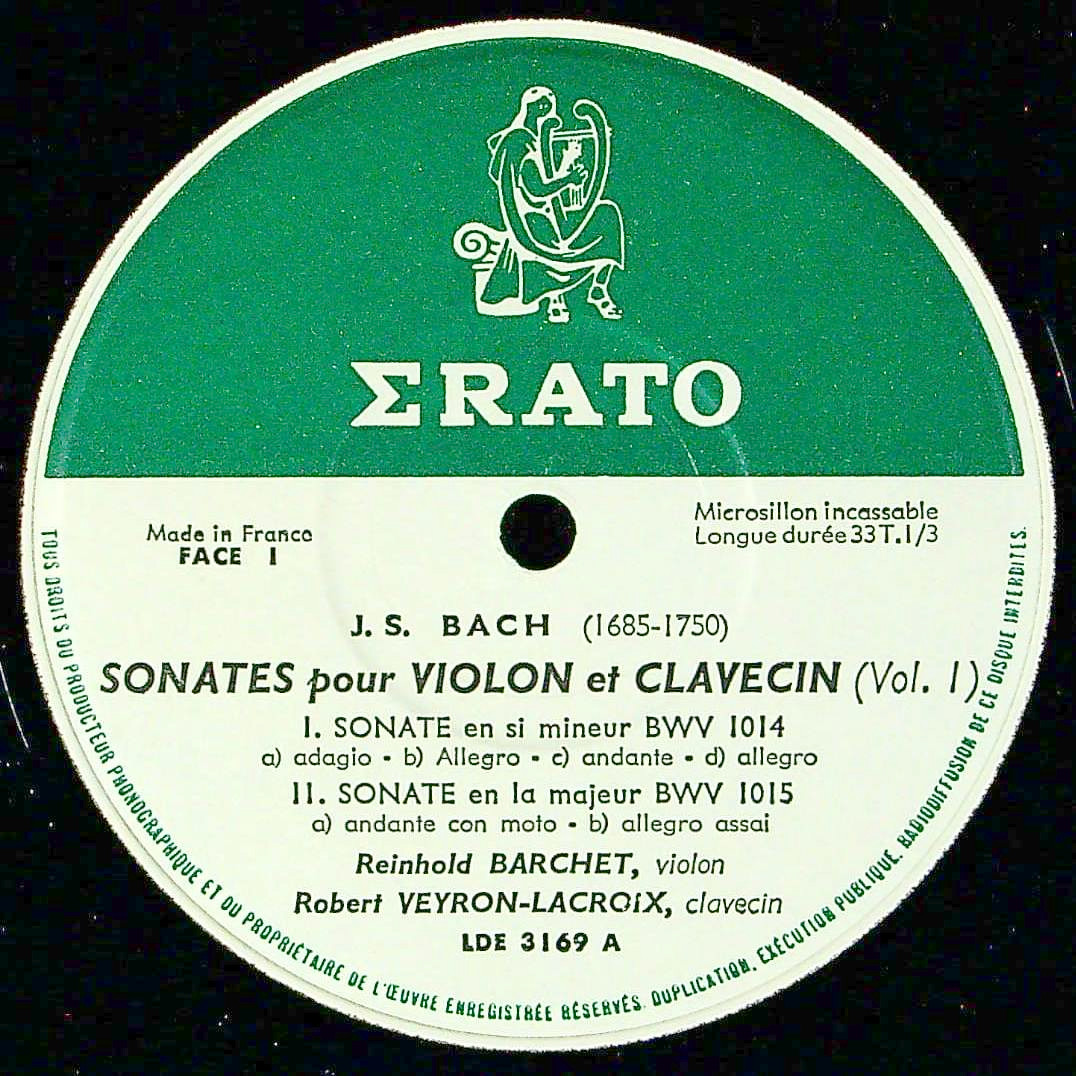 ΣRATO
Made in France
FACE 1
Microsillon incassable
Longue durée 33T.1/3
J. S. BACH (1685-1750)
SONATES pour VIOLON et CLAVECIN (Vol. 1)
I. SONATE en si mineur BWV 1014
a) adagio - b) Allegro - c) andante - d) allegro
II. SONATE en la majeur BWV 1015
a) andante con moto - b) allegro assai
Reinhold BARCHET, violon
Robert VEYRON-LACROIX, clavecin
LDE 3169 A
TOUS DROITS DU PRODUCTEUR PHONOGRAPHIQUE ET DU PROPRIÉTAIRE DE L'ŒUVRE ENREGISTRÉE RÉSERVÉS. DUPLICATION, EXÉCUTION PUBLIQUE, RADIODIFFUSION DE CE DISQUE INTERDITES.